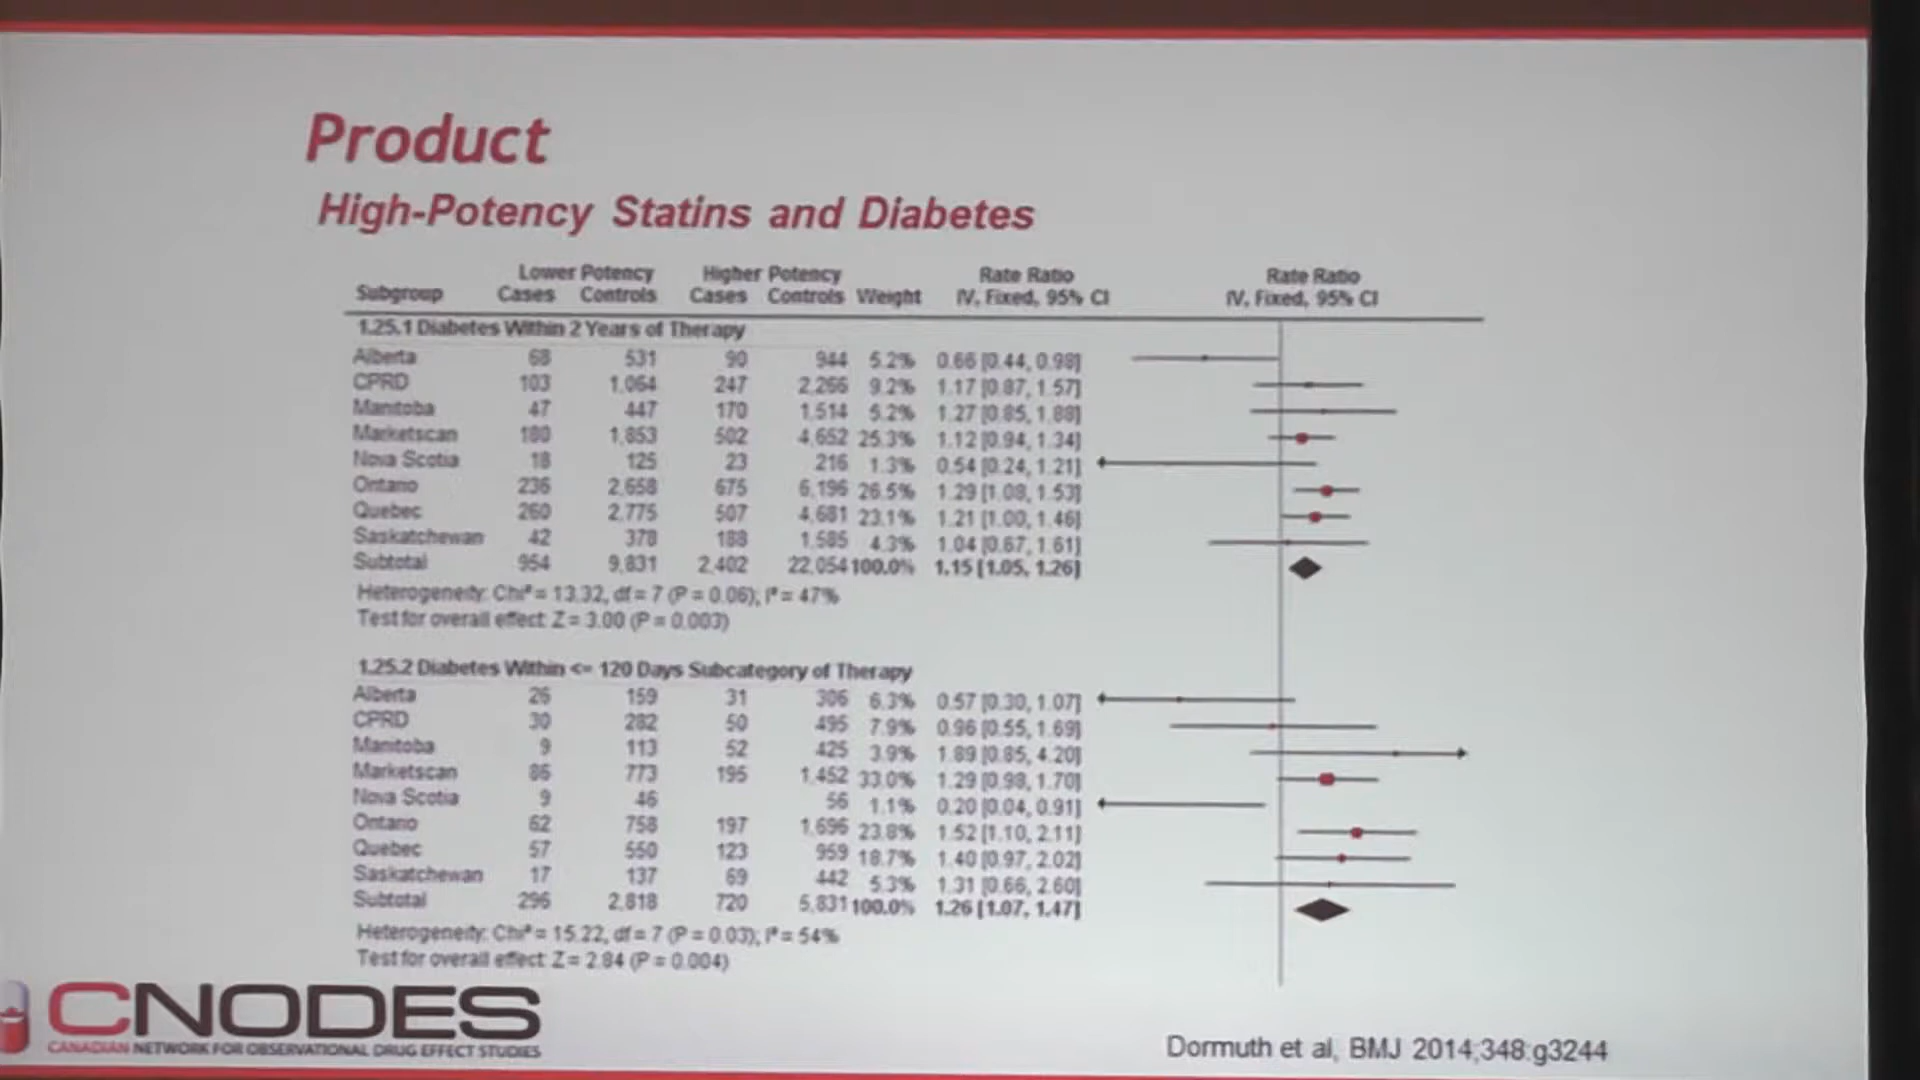 Product
High-Potency Statins and Diabetes
Lower Potency Higher Potency Rate Ratio Rate Ratio
Subgroup Cases Controls Cases Controls Weight IV, Fixed, 95% CI IV, Fixed, 95% CI
1.25.1 Diabetes Within 2 Years of Therapy
Alberta 68 531 90 944 5.2% 0.66 [0.44, 0.98]
CPRD 103 1,064 247 2,266 9.2% 1.17 [0.87, 1.57]
Manitoba 47 447 170 1,514 5.2% 1.27 [0.85, 1.88]
Marketscan 180 1,853 502 4,652 25.3% 1.12 [0.94, 1.34]
Nova Scotia 18 125 23 216 1.3% 0.54 [0.24, 1.21]
Ontario 236 2,658 675 6,196 26.5% 1.29 [1.09, 1.53]
Quebec 260 2,775 507 4,681 23.1% 1.21 [1.00, 1.46]
Saskatchewan 42 378 188 1,585 4.3% 1.04 [0.67, 1.61]
Subtotal 954 9,831 2,402 22,054 100.0% 1.15 [1.05, 1.26]
Heterogeneity: Chi² = 13.32, df = 7 (P = 0.06); I² = 47%
Test for overall effect: Z = 3.00 (P = 0.003)
1.25.2 Diabetes Within <= 120 Days Subcategory of Therapy
Alberta 26 159 31 306 6.3% 0.57 [0.30, 1.07]
CPRD 30 282 50 495 7.9% 0.96 [0.55, 1.69]
Manitoba 9 113 52 425 3.9% 1.89 [0.85, 4.20]
Marketscan 86 773 195 1,452 33.0% 1.29 [0.98, 1.70]
Nova Scotia 9 46 56 1.1% 0.20 [0.04, 0.91]
Ontario 62 758 197 1,696 23.8% 1.52 [1.10, 2.11]
Quebec 57 550 123 959 18.7% 1.40 [0.97, 2.02]
Saskatchewan 17 137 69 442 5.3% 1.31 [0.66, 2.60]
Subtotal 296 2,818 720 5,831 100.0% 1.26 [1.07, 1.47]
Heterogeneity: Chi² = 15.22, df = 7 (P = 0.03); I² = 54%
Test for overall effect: Z = 2.84 (P = 0.004)
CNODES
CANADIAN NETWORK FOR OBSERVATIONAL DRUG EFFECT STUDIES
Dormuth et al, BMJ 2014;348:g3244